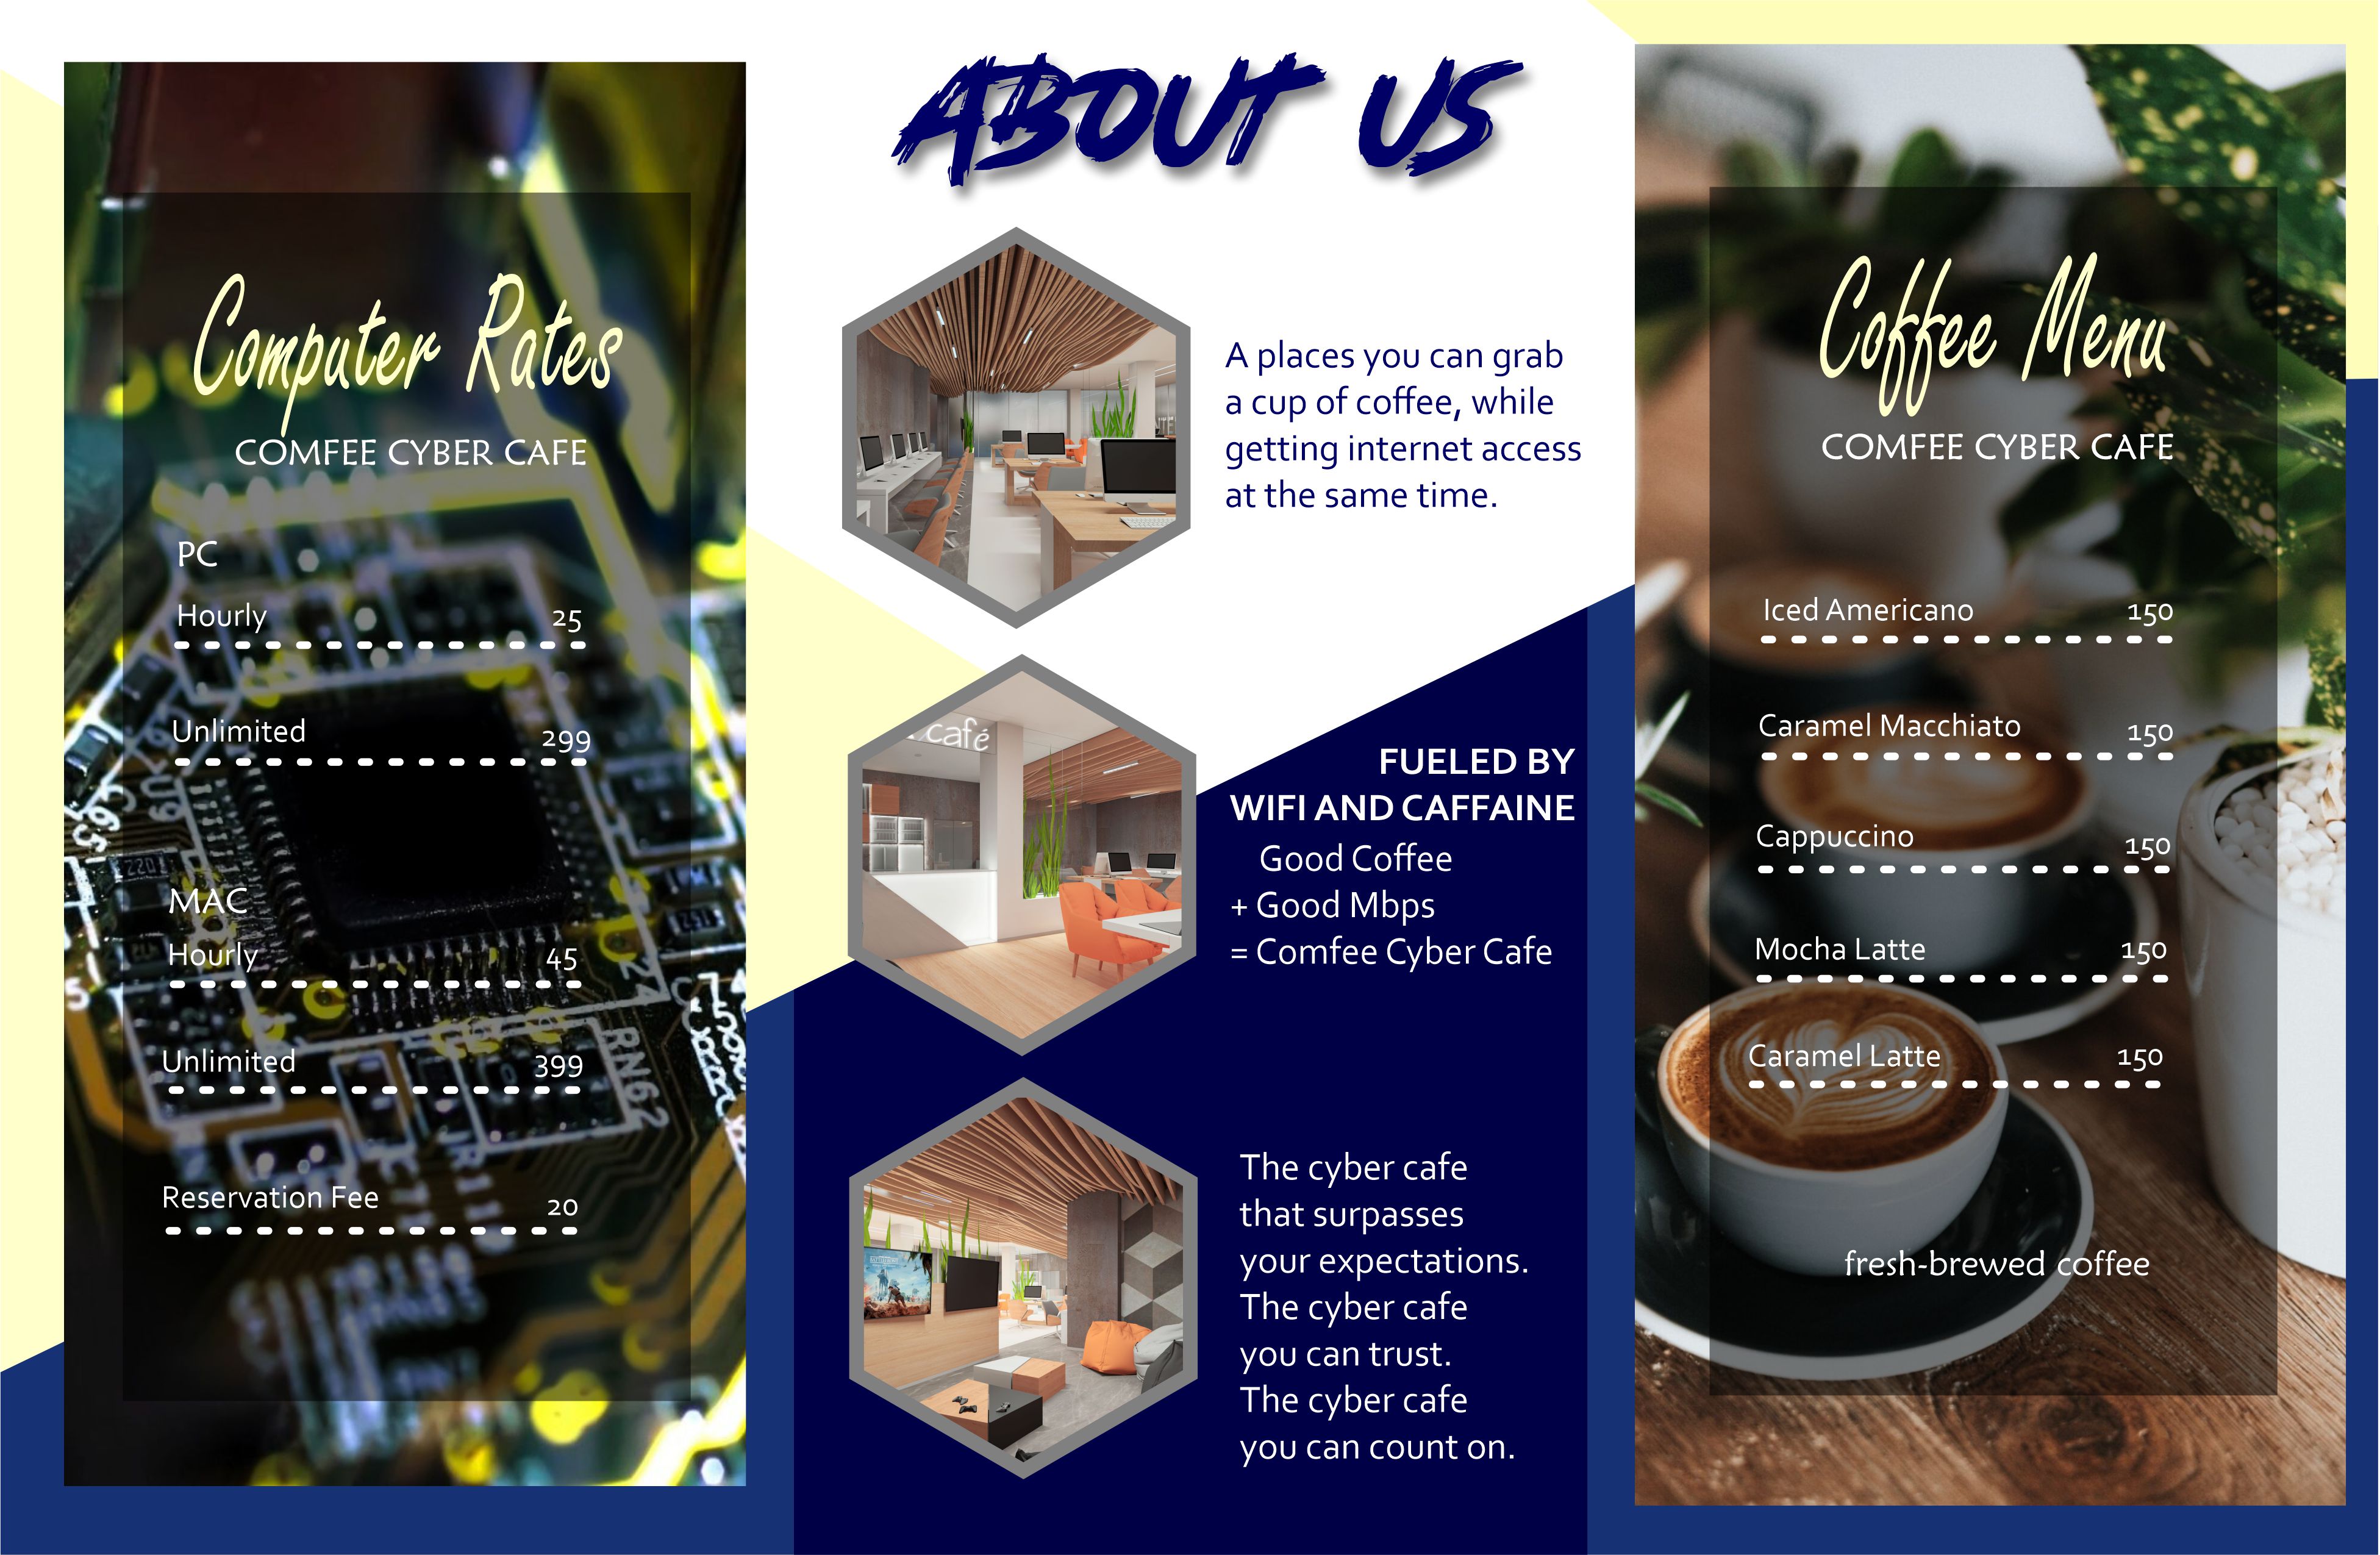 Computer Rates
COMFEE CYBER CAFE
PC
Hourly 25
Unlimited 299
MAC
Hourly 45
Unlimited 399
Reservation Fee 20
U9
RN62
ABOUT US
A places you can grab
a cup of coffee, while
getting internet access
at the same time.
café
FUELED BY
WIFI AND CAFFAINE
Good Coffee
+ Good Mbps
= Comfee Cyber Cafe
The cyber cafe
that surpasses
your expectations.
The cyber cafe
you can trust.
The cyber cafe
you can count on.
Coffee Menu
COMFEE CYBER CAFE
Iced Americano 150
Caramel Macchiato 150
Cappuccino 150
Mocha Latte 150
Caramel Latte 150
fresh-brewed coffee